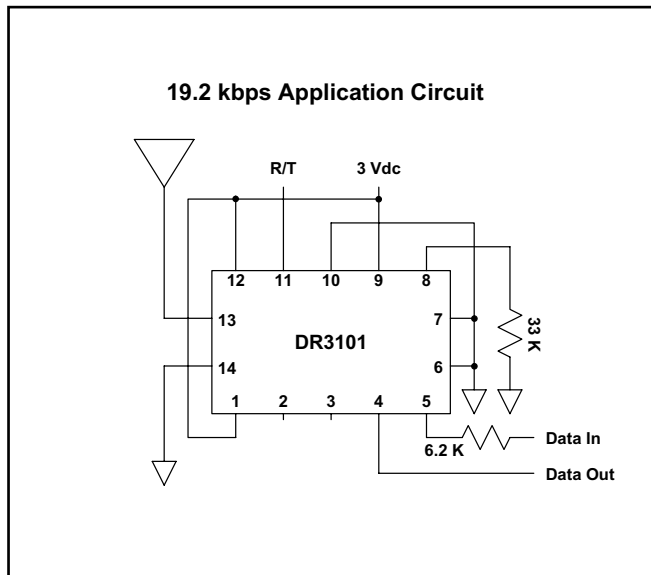 19.2 kbps Application Circuit
R/T 3 Vdc
12 11 10 9 8
13 7
33 K
DR3101
14 6
1 2 3 4 5
6.2 K Data In
Data Out